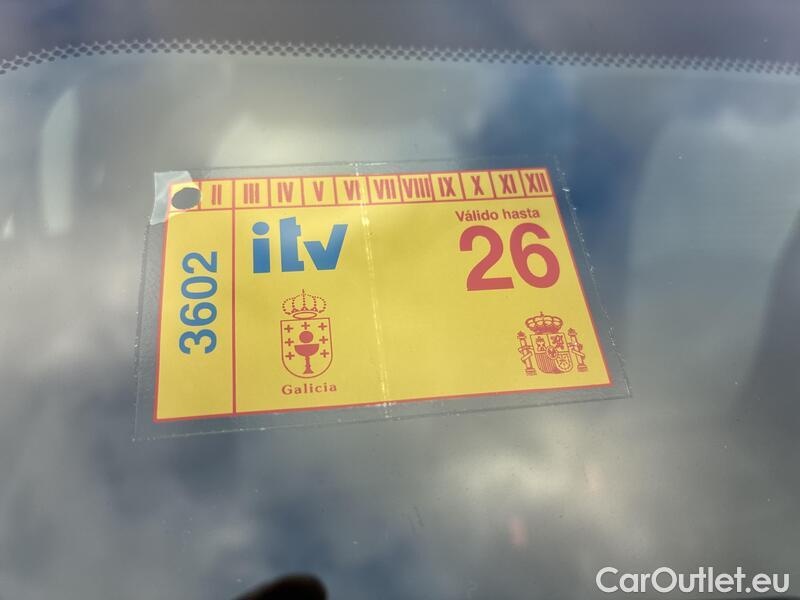 II III IV V VI VII VIII IX X XI XII
3602
itv
Válido hasta
26
Galicia
CarOutlet.eu